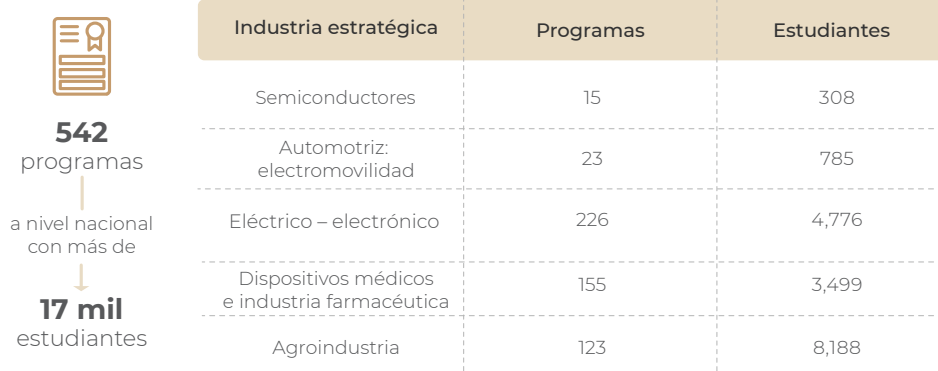 542
programas
a nivel nacional
con más de
17 mil
estudiantes
Industria estratégica Programas Estudiantes
Semiconductores 15 308
Automotriz:
electromovilidad 23 785
Eléctrico – electrónico 226 4,776
Dispositivos médicos
e industria farmacéutica 155 3,499
Agroindustria 123 8,188